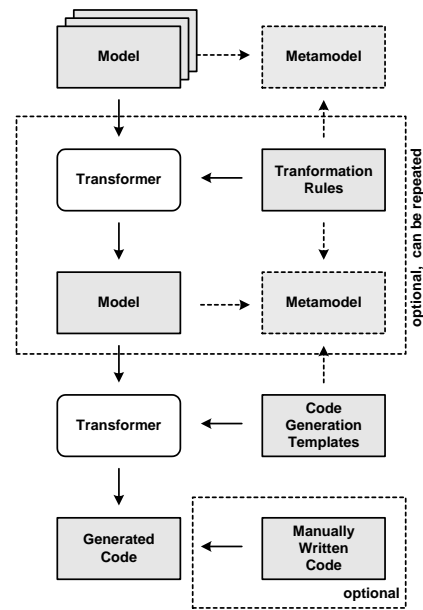 Model
Metamodel
Transformer
Tranformation
Rules
optional, can be repeated
Model
Metamodel
Transformer
Code
Generation
Templates
Generated
Code
Manually
Written
Code
optional